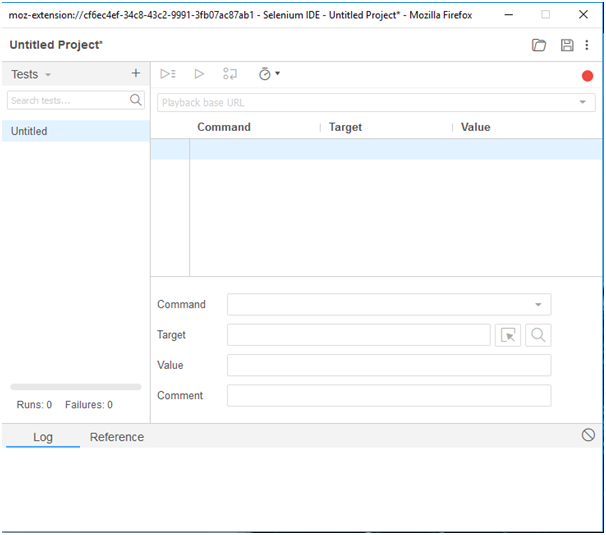 moz-extension://cf6ec4ef-34c8-43c2-9991-3fb07ac87ab1 - Selenium IDE - Untitled Project* - Mozilla Firefox
Untitled Project*
Tests
Search tests...
Untitled
Runs: 0 Failures: 0
Playback base URL
Command Target Value
Command
Target
Value
Comment
Log Reference